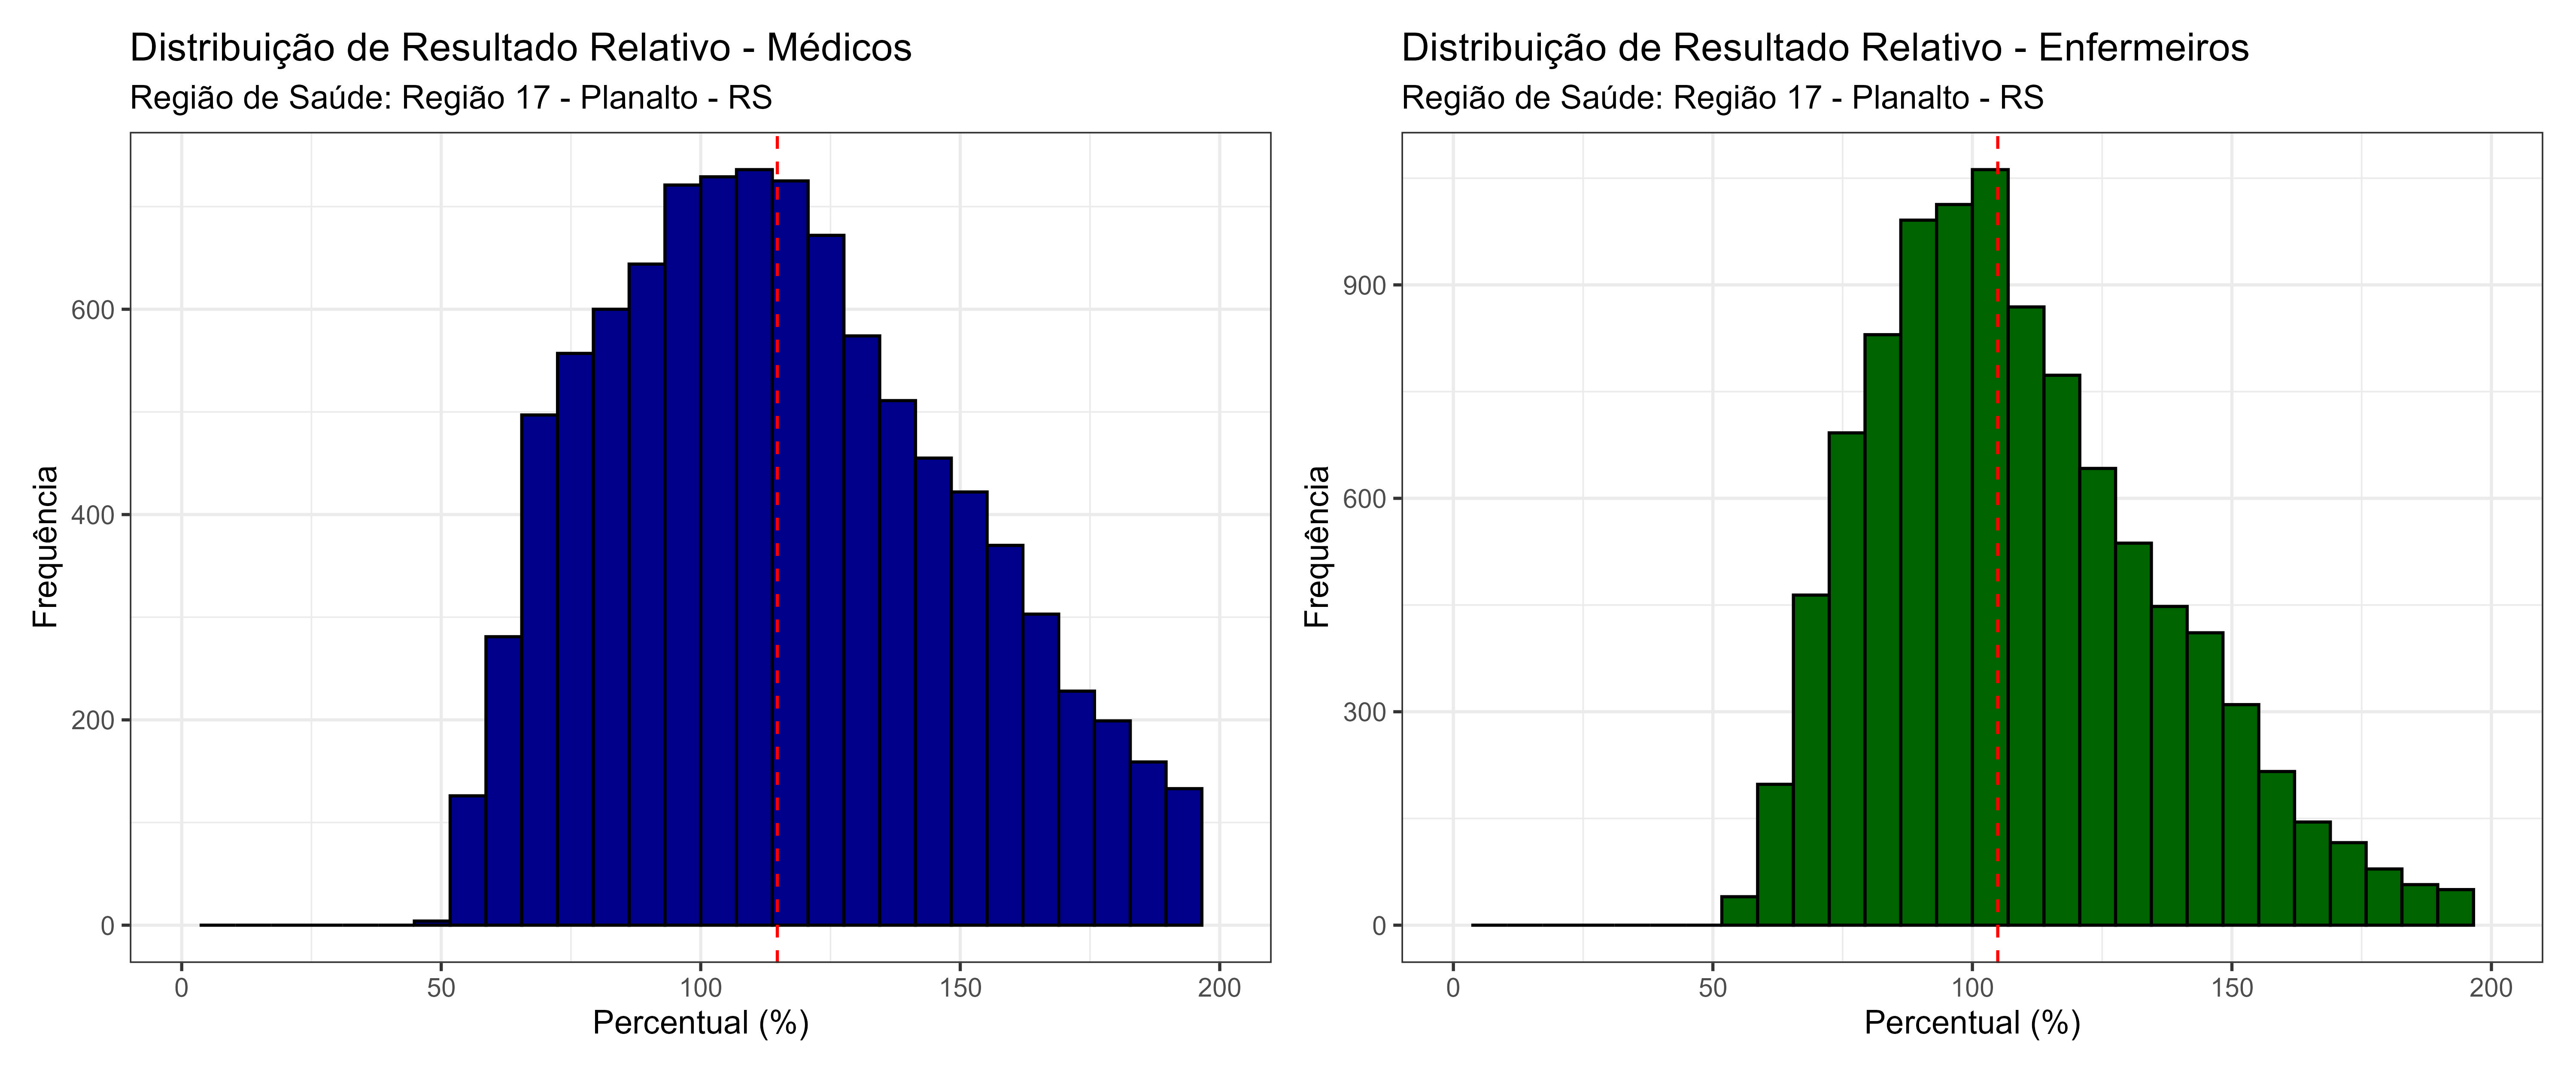 Distribuição de Resultado Relativo - Médicos
Região de Saúde: Região 17 - Planalto - RS
Frequência
600
400
200
0
0 50 100 150 200
Percentual (%)
Distribuição de Resultado Relativo - Enfermeiros
Região de Saúde: Região 17 - Planalto - RS
Frequência
900
600
300
0
0 50 100 150 200
Percentual (%)